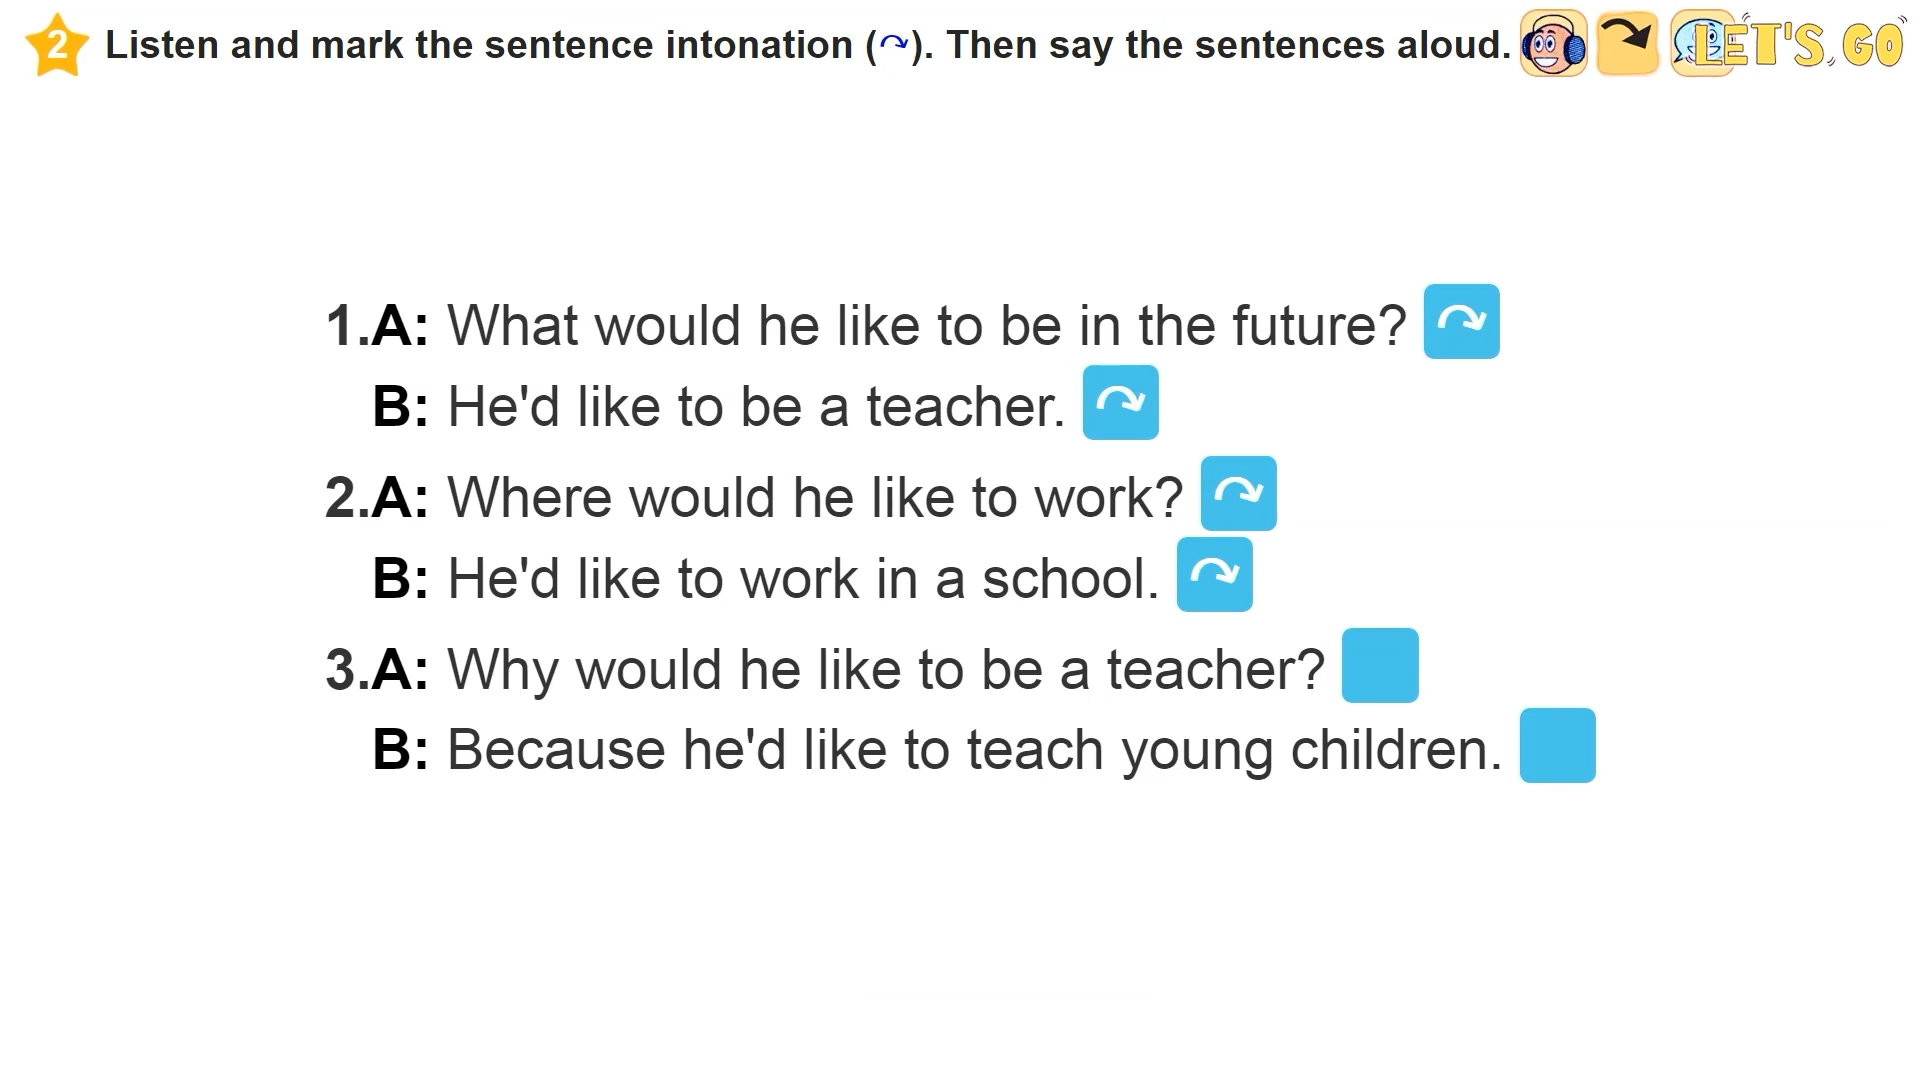 2 Listen and mark the sentence intonation (↷). Then say the sentences aloud. LET'S GO
1.A: What would he like to be in the future? ↷
B: He'd like to be a teacher. ↷
2.A: Where would he like to work? ↷
B: He'd like to work in a school. ↷
3.A: Why would he like to be a teacher?
B: Because he'd like to teach young children.